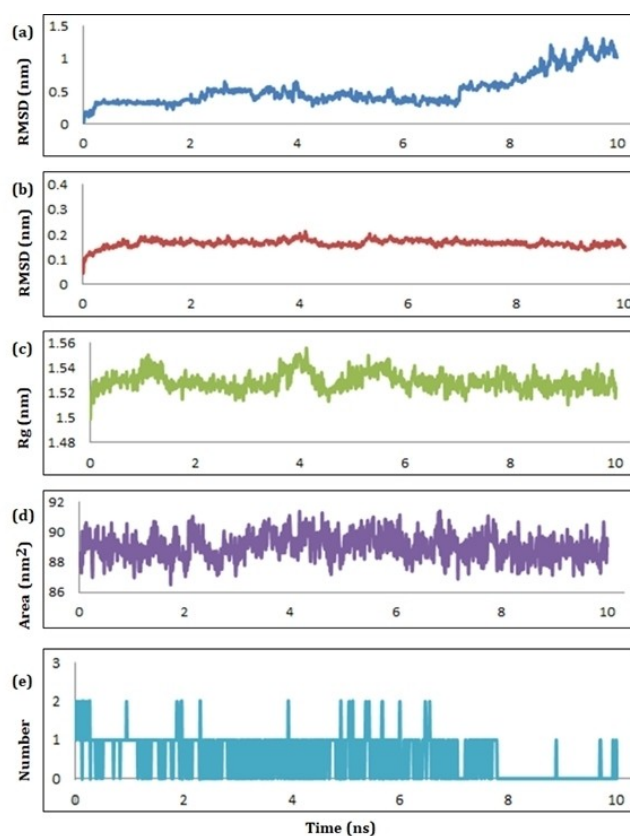 (a)
RMSD (nm)
1.5
1
0.5
0
0 2 4 6 8 10
(b)
RMSD (nm)
0.4
0.3
0.2
0.1
0
0 2 4 6 8 10
(c)
Rg (nm)
1.56
1.54
1.52
1.5
1.48
0 2 4 6 8 10
(d)
Area (nm2)
92
90
88
86
0 2 4 6 8 10
(e)
Number
3
2
1
0
0 2 4 6 8 10
Time (ns)